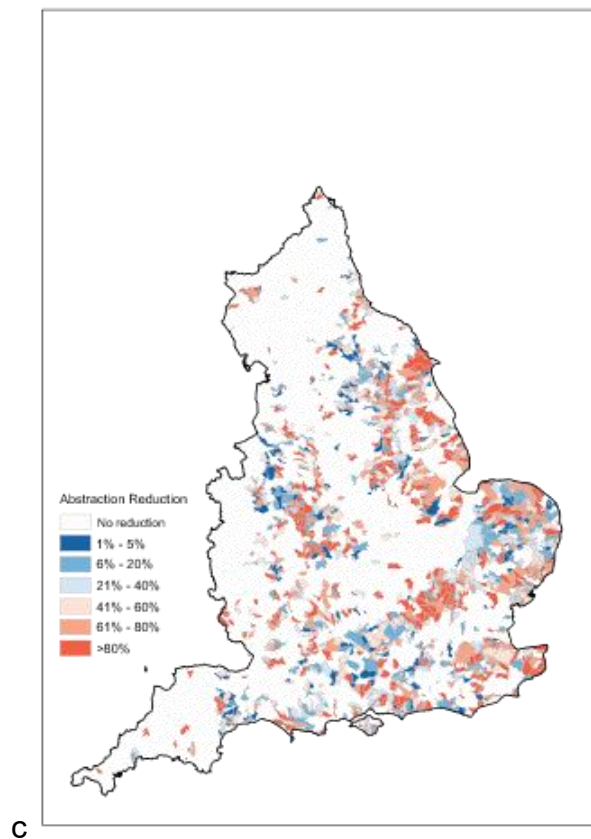 Abstraction Reduction
No reduction
1% - 5%
6% - 20%
21% - 40%
41% - 60%
61% - 80%
>80%
c